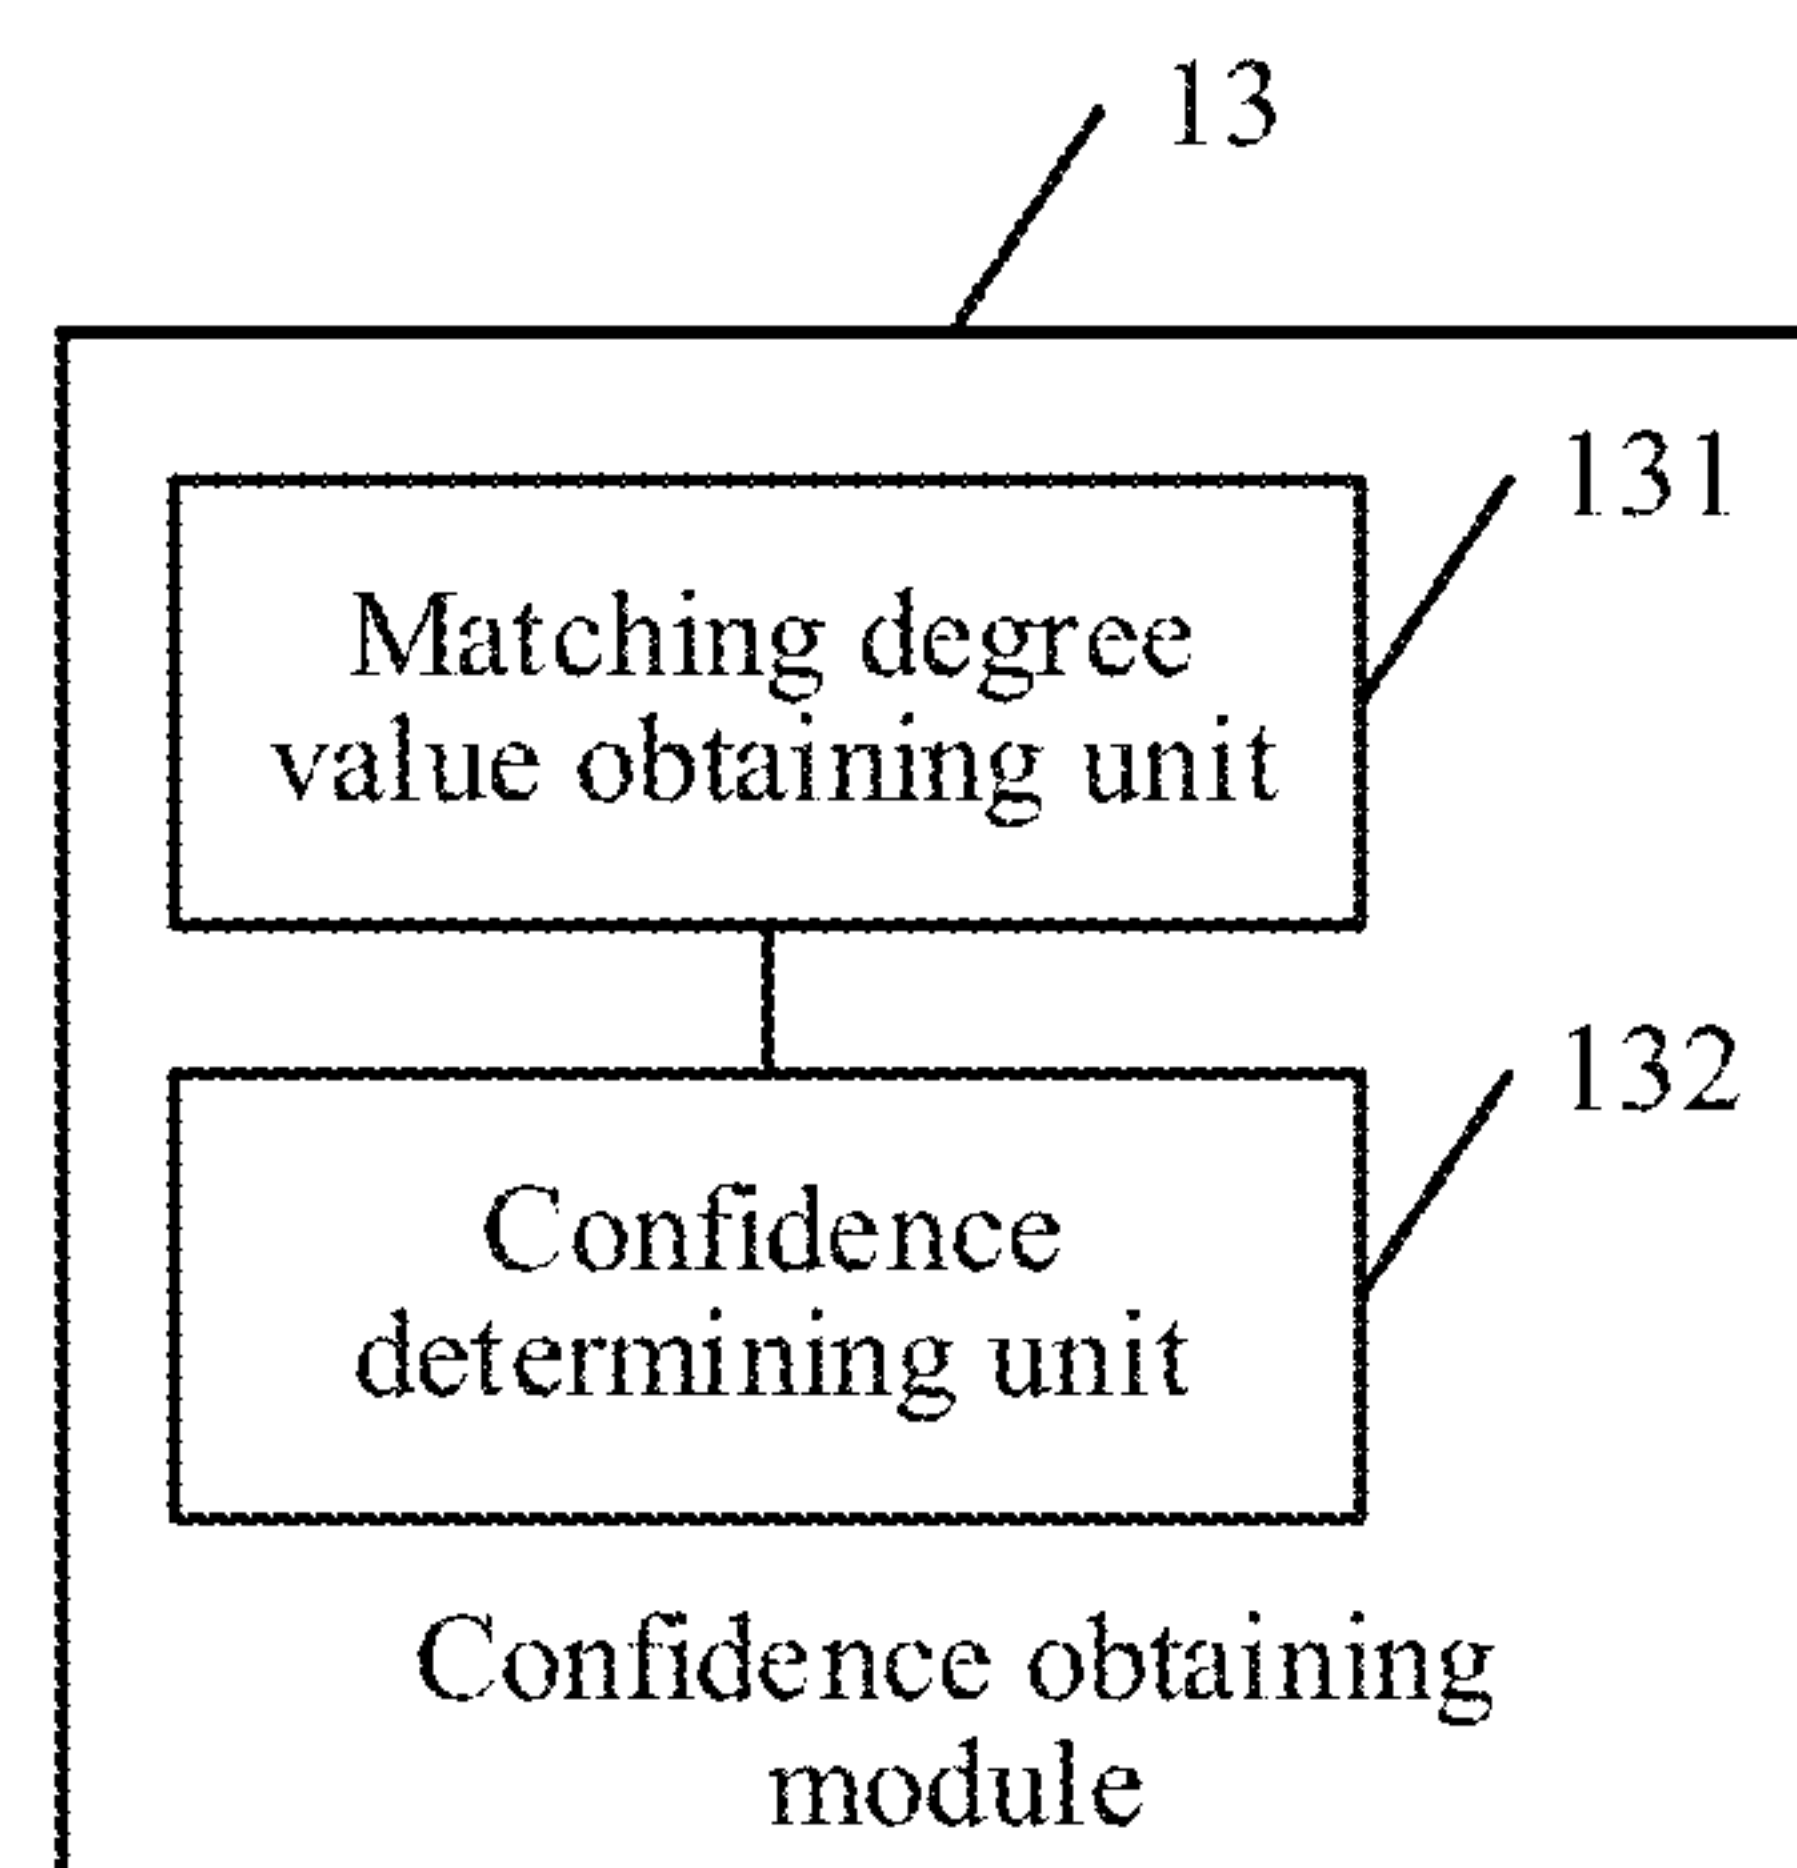 13
131
Matching degree
value obtaining unit
132
Confidence
determining unit
Confidence obtaining
module